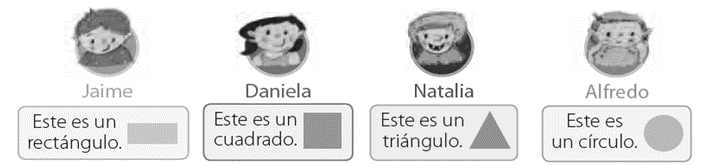 Jaime
Daniela
Natalia
Alfredo
Este es un
rectángulo.
Este es un
cuadrado.
Este es un
triángulo.
Este es
un círculo.